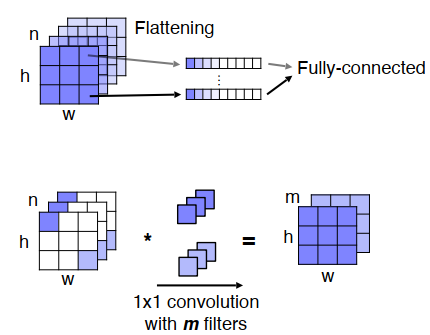 n
Flattening
h
w
Fully-connected
n
n
h
w
*
=
m
h
w
1x1 convolution
with m filters